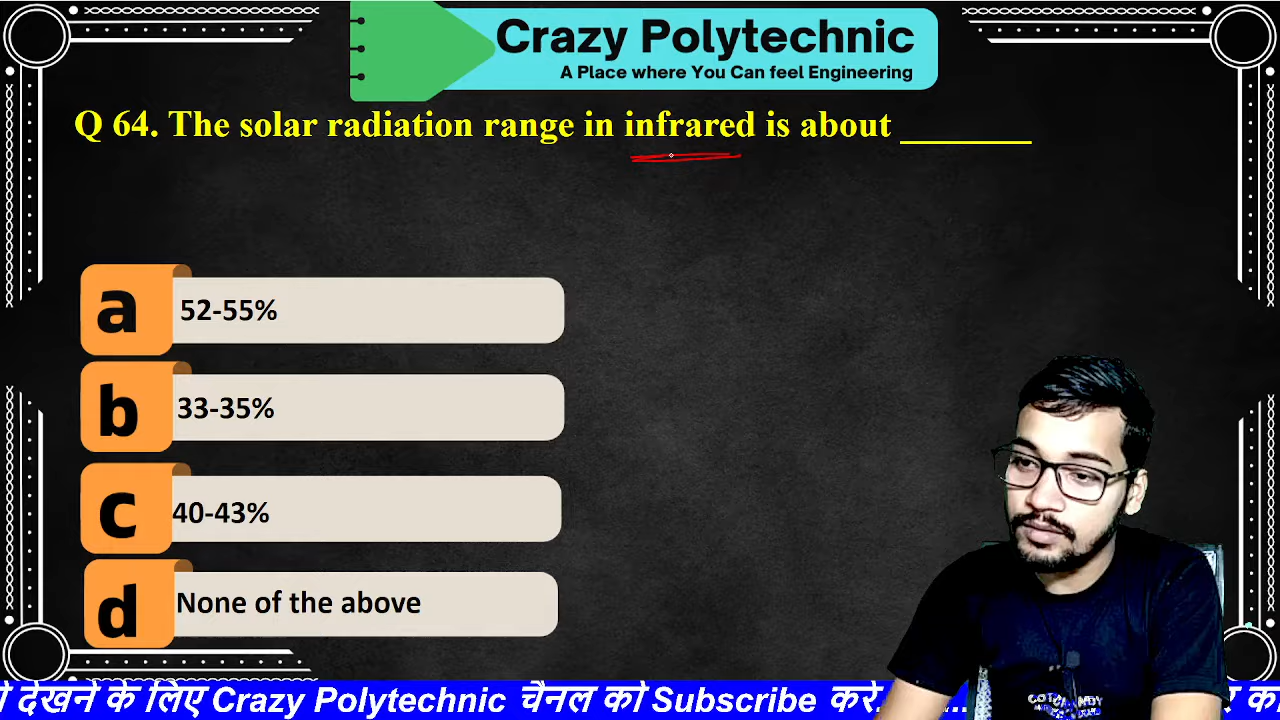 Crazy Polytechnic
A Place where You Can feel Engineering
Q 64. The solar radiation range in infrared is about ________
a 52-55%
b 33-35%
c 40-43%
d None of the above
देखने के लिए Crazy Polytechnic चैनल को Subscribe करे.